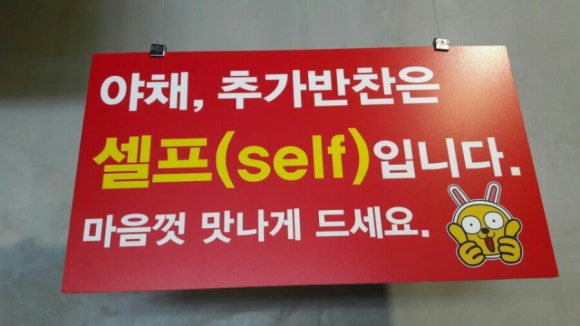 야채, 추가반찬은
셀프(self)입니다.
마음껏 맛나게 드세요.